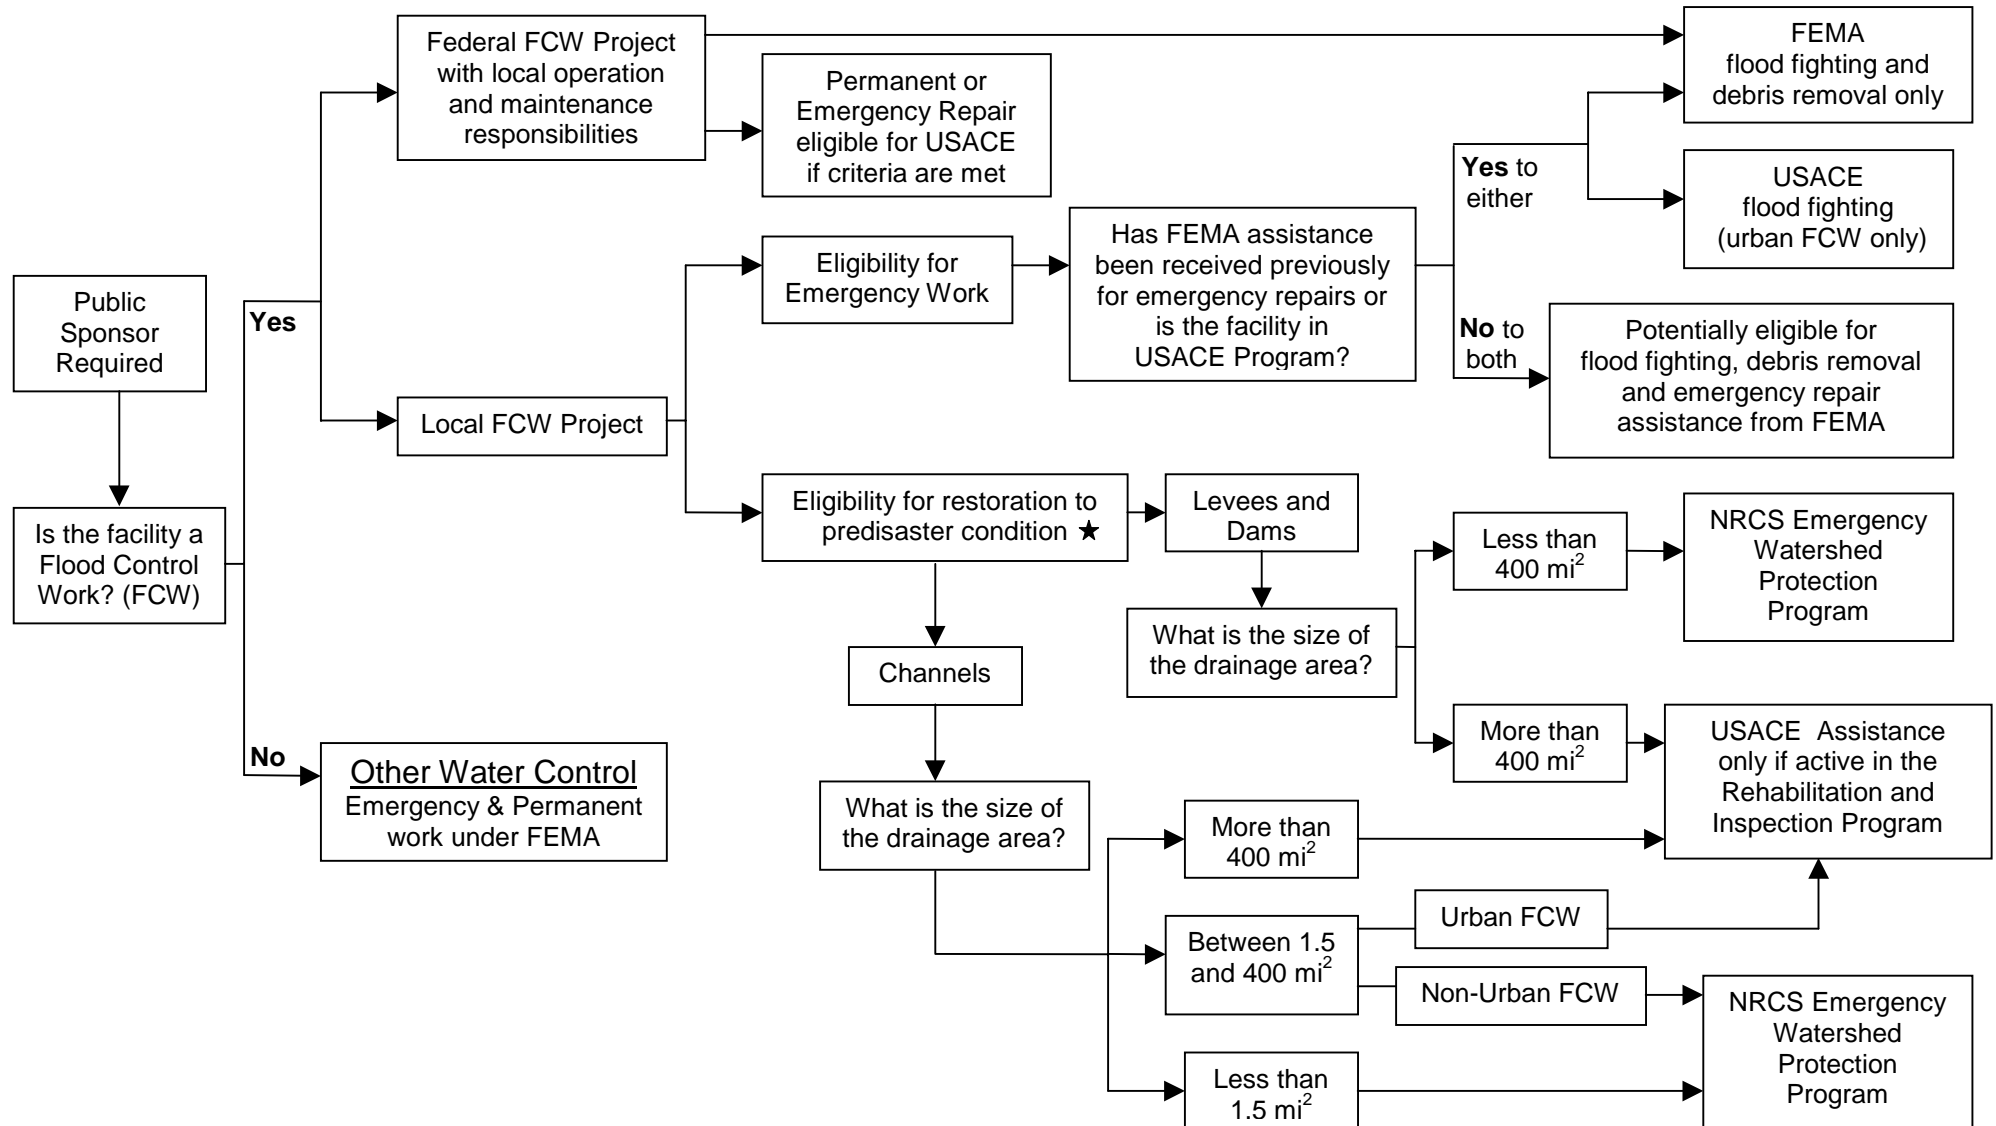 Public
Sponsor
Required
Is the facility a
Flood Control
Work? (FCW)
Yes
No
Federal FCW Project
with local operation
and maintenance
responsibilities
Permanent or
Emergency Repair
eligible for USACE
if criteria are met
FEMA
flood fighting and
debris removal only
Local FCW Project
Eligibility for
Emergency Work
Has FEMA assistance
been received previously
for emergency repairs or
is the facility in
USACE Program?
Yes to
either
USACE
flood fighting
(urban FCW only)
No to
both
Potentially eligible for
flood fighting, debris removal
and emergency repair
assistance from FEMA
Eligibility for restoration to
predisaster condition ★
Levees and
Dams
What is the size of
the drainage area?
Less than
400 mi²
NRCS Emergency
Watershed
Protection
Program
More than
400 mi²
USACE Assistance
only if active in the
Rehabilitation and
Inspection Program
Channels
What is the size of
the drainage area?
More than
400 mi²
Between 1.5
and 400 mi²
Urban FCW
Non-Urban FCW
Less than
1.5 mi²
NRCS Emergency
Watershed
Protection
Program
Other Water Control
Emergency & Permanent
work under FEMA